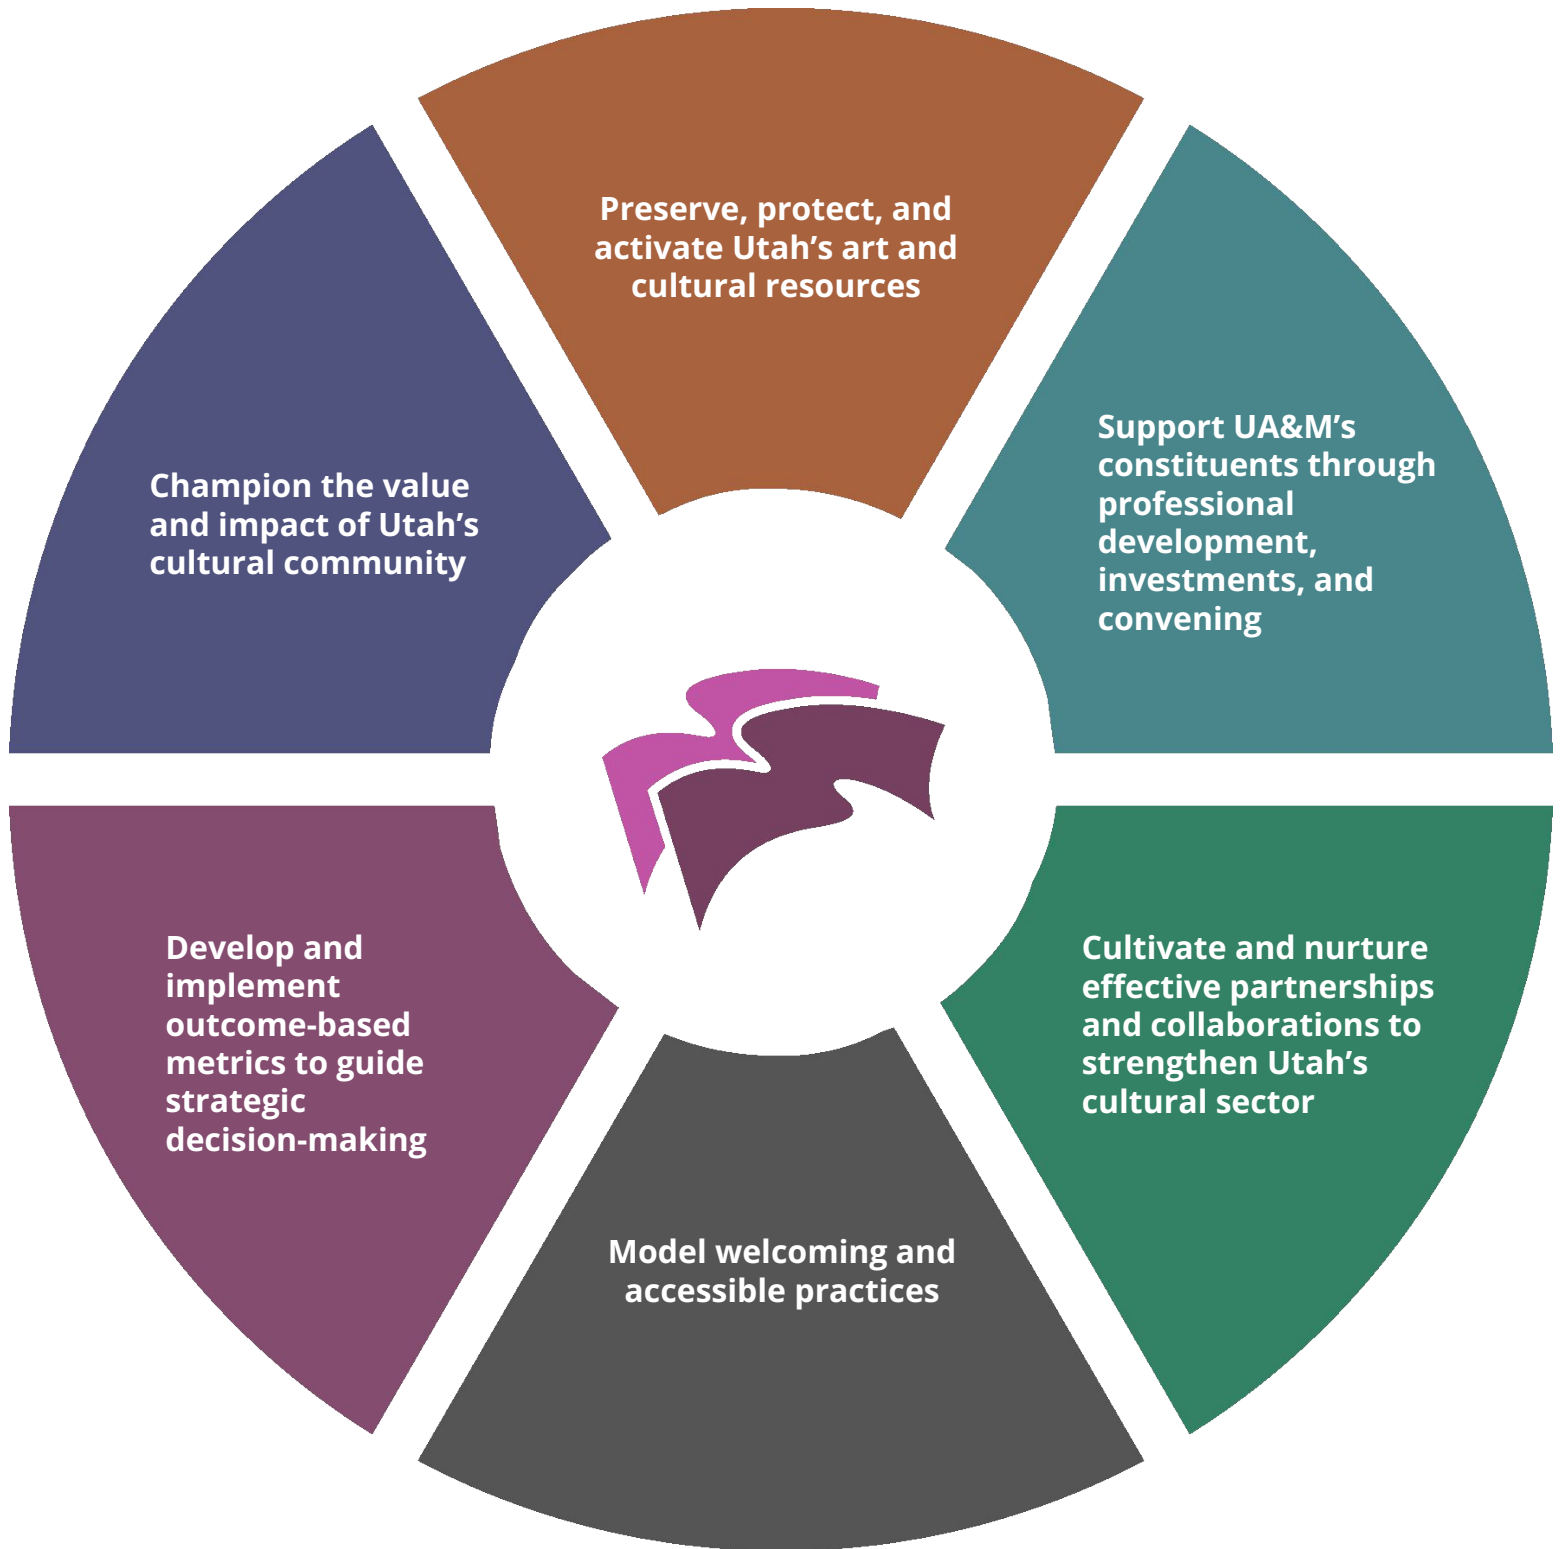 Preserve, protect, and
activate Utah’s art and
cultural resources
Support UA&M’s
constituents through
professional
development,
investments, and
convening
Cultivate and nurture
effective partnerships
and collaborations to
strengthen Utah’s
cultural sector
Model welcoming and
accessible practices
Develop and
implement
outcome-based
metrics to guide
strategic
decision-making
Champion the value
and impact of Utah’s
cultural community